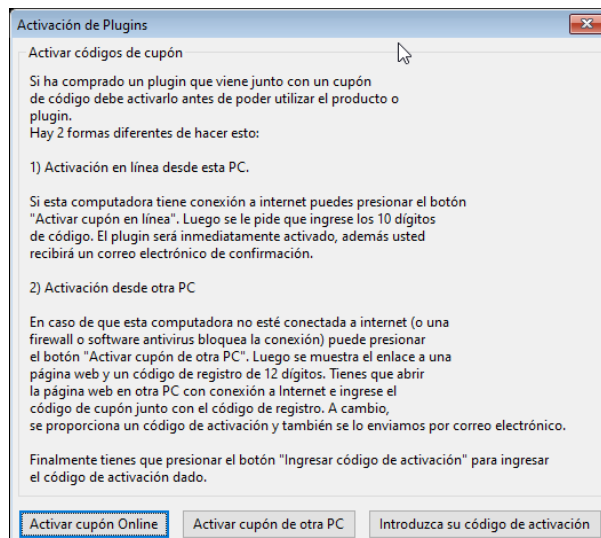 Activación de Plugins
Activar códigos de cupón
Si ha comprado un plugin que viene junto con un cupón
de código debe activarlo antes de poder utilizar el producto o
plugin.
Hay 2 formas diferentes de hacer esto:
1) Activación en línea desde esta PC.
Si esta computadora tiene conexión a internet puedes presionar el botón
"Activar cupón en línea". Luego se le pide que ingrese los 10 dígitos
de código. El plugin será inmediatamente activado, además usted
recibirá un correo electrónico de confirmación.
2) Activación desde otra PC
En caso de que esta computadora no esté conectada a internet (o una
firewall o software antivirus bloquea la conexión) puede presionar
el botón "Activar cupón de otra PC". Luego se muestra el enlace a una
página web y un código de registro de 12 dígitos. Tienes que abrir
la página web en otra PC con conexión a Internet e ingrese el
código de cupón junto con el código de registro. A cambio,
se proporciona un código de activación y también se lo enviamos por correo electrónico.
Finalmente tienes que presionar el botón "Ingresar código de activación" para ingresar
el código de activación dado.
Activar cupón Online
Activar cupón de otra PC
Introduzca su código de activación